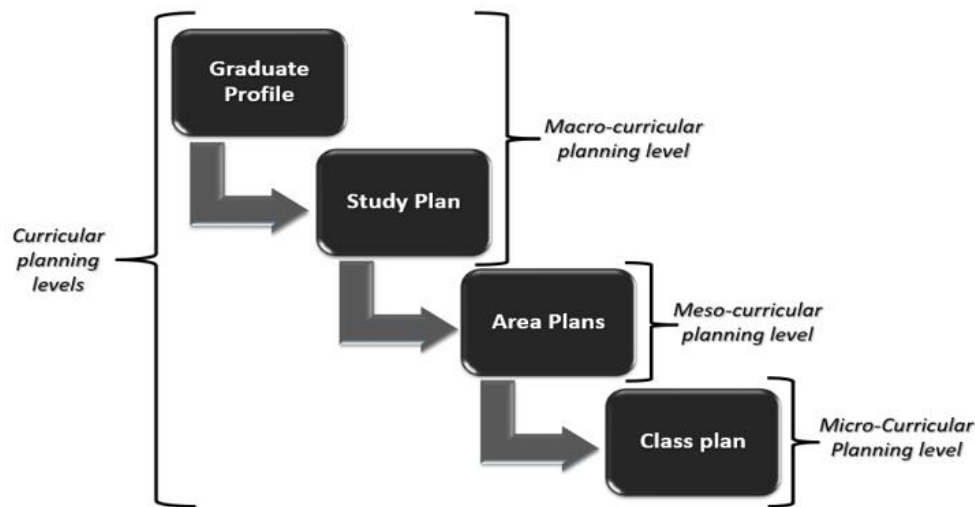 Graduate
Profile
Macro-curricular
planning level
Study Plan
Curricular
planning
levels
Area Plans
Meso-curricular
planning level
Class plan
Micro-Curricular
Planning level